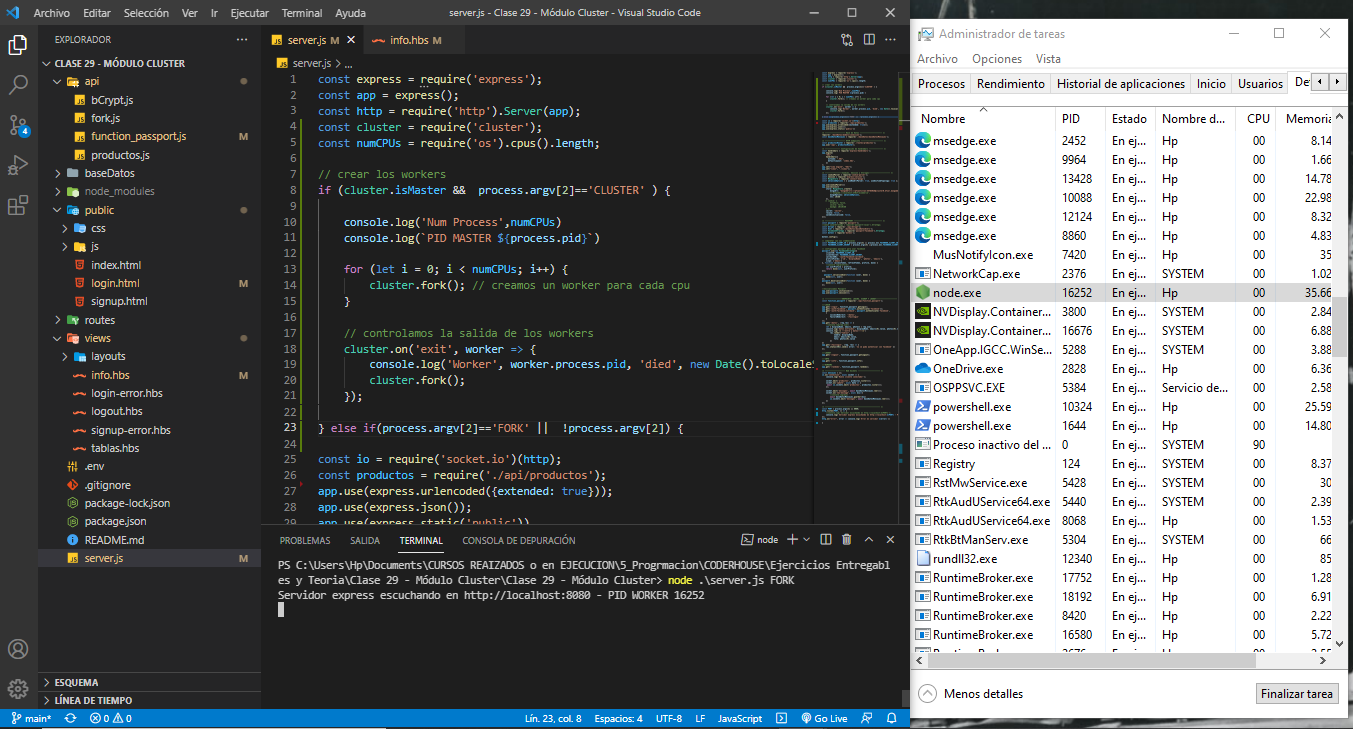 Archivo Editar Selección Ver Ir Ejecutar Terminal Ayuda
server.js - Clase 29 - Módulo Cluster - Visual Studio Code
EXPLORADOR
CLASE 29 - MÓDULO CLUSTER
api
bCrypt.js
fork.js
function_passport.js M
productos.js
baseDatos
node_modules
public
css
js
index.html
login.html M
signup.html
routes
views
layouts
info.hbs M
login-error.hbs
logout.hbs
signup-error.hbs
tablas.hbs
.env
.gitignore
package-lock.json
package.json
README.md
server.js M
ESQUEMA
LÍNEA DE TIEMPO
4
server.js M
info.hbs M
server.js > ...
1 const express = require('express');
2 const app = express();
3 const http = require('http').Server(app);
4 const cluster = require('cluster');
5 const numCPUs = require('os').cpus().length;
6
7 // crear los workers
8 if (cluster.isMaster && process.argv[2]=='CLUSTER' ) {
9
10 console.log('Num Process',numCPUs)
11 console.log(`PID MASTER ${process.pid}`)
12
13 for (let i = 0; i < numCPUs; i++) {
14 cluster.fork(); // creamos un worker para cada cpu
15 }
16
17 // controlamos la salida de los workers
18 cluster.on('exit', worker => {
19 console.log('Worker', worker.process.pid, 'died', new Date().toLocale
20 cluster.fork();
21 });
22
23 } else if(process.argv[2]=='FORK' || !process.argv[2]) {
24
25 const io = require('socket.io')(http);
26 const productos = require('./api/productos');
27 app.use(express.urlencoded({extended: true}));
28 app.use(express.json());
29 app.use(express.static('public'))
PROBLEMAS SALIDA TERMINAL CONSOLA DE DEPURACIÓN
node
PS C:\Users\Hp\Documents\CURSOS REAIZADOS o en EJECUCION\5_Progrmacion\CODERHOUSE\Ejercicios Entregabl
es y Teoria\Clase 29 - Módulo Cluster\Clase 29 - Módulo Cluster> node .\server.js FORK
Servidor express escuchando en http://localhost:8080 - PID WORKER 16252
main* 0 0 Lín. 23, col. 8 Espacios: 4 UTF-8 LF JavaScript Go Live
Administrador de tareas
Archivo Opciones Vista
Procesos Rendimiento Historial de aplicaciones Inicio Usuarios
Nombre PID Estado Nombre d... CPU Memoria
msedge.exe 2452 En ej... Hp 00 8.14
msedge.exe 9964 En ej... Hp 00 1.66
msedge.exe 13428 En ej... Hp 00 14.78
msedge.exe 10088 En ej... Hp 00 22.98
msedge.exe 12124 En ej... Hp 00 8.32
msedge.exe 8860 En ej... Hp 00 4.83
MusNotifyIcon.exe 7420 En ej... Hp 00 35
NetworkCap.exe 2376 En ej... SYSTEM 00 1.02
node.exe 16252 En ej... Hp 00 35.66
NVDisplay.Container... 3800 En ej... SYSTEM 00 2.84
NVDisplay.Container... 16676 En ej... SYSTEM 00 6.88
OneApp.IGCC.WinSe... 5288 En ej... SYSTEM 00 3.88
OneDrive.exe 2828 En ej... Hp 00 6.36
OSPPSVC.EXE 5384 En ej... Servicio de... 00 2.58
powershell.exe 10324 En ej... Hp 00 25.59
powershell.exe 1644 En ej... Hp 00 14.80
Proceso inactivo del ... 0 En ej... SYSTEM 90
Registry 124 En ej... SYSTEM 00 8.37
RstMwService.exe 5428 En ej... SYSTEM 00 30
RtkAudUService64.exe 5440 En ej... SYSTEM 00 2.39
RtkAudUService64.exe 8068 En ej... Hp 00 1.53
RtkBtManServ.exe 5304 En ej... SYSTEM 00 66
rundll32.exe 12340 En ej... Hp 00 85
RuntimeBroker.exe 17752 En ej... Hp 00 1.28
RuntimeBroker.exe 18192 En ej... Hp 00 6.91
RuntimeBroker.exe 8420 En ej... Hp 00 2.22
RuntimeBroker.exe 16580 En ej... Hp 00 5.72
Menos detalles
Finalizar tarea